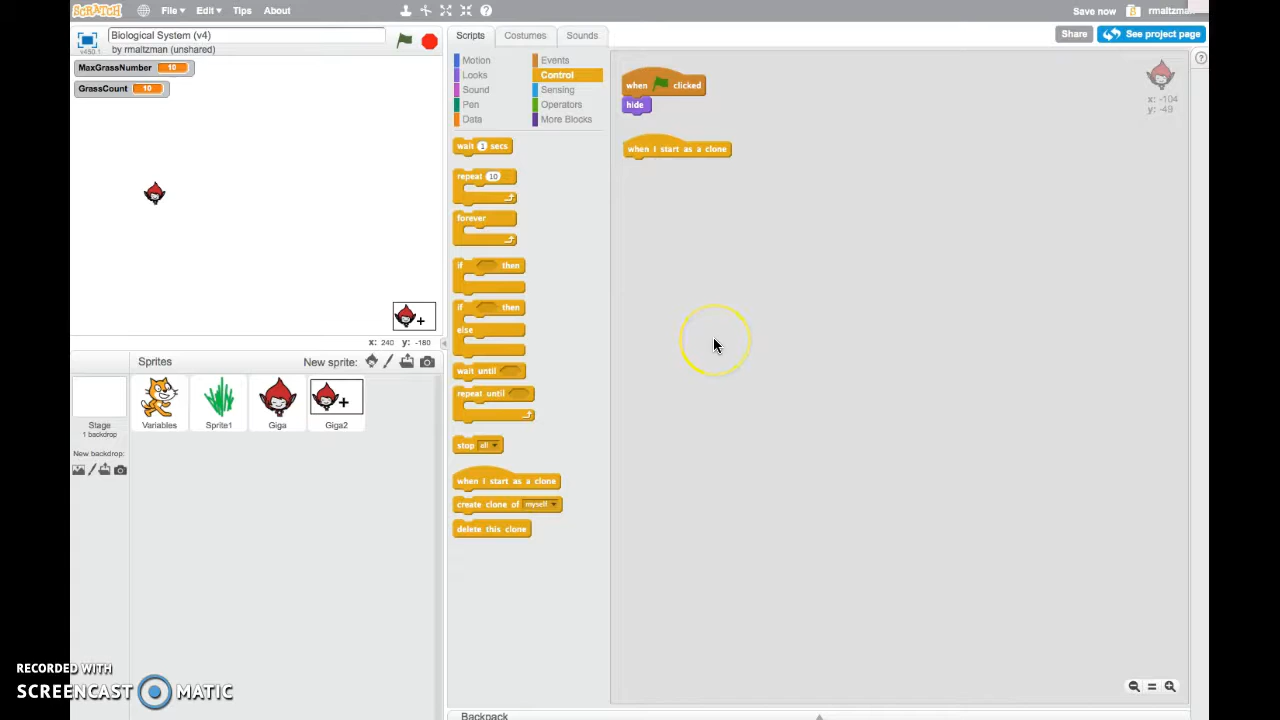 SCRATCH File ▾ Edit ▾ Tips About Save now
Biological System (v4)
by rmaltzman (unshared)
v450.1
Scripts Costumes Sounds Share See project page
MaxGrassNumber 10
GrassCount 10
Motion Events
Looks Control
Sound Sensing
Pen Operators
Data More Blocks
wait 1 secs
repeat 10
forever
if then
if then
else
wait until
repeat until
stop all
when I start as a clone
create clone of myself
delete this clone
when clicked
hide
when I start as a clone
x: -104
y: -49
+
x: 240 y: -180
Sprites New sprite:
+
Stage
1 backdrop
Variables Sprite1 Giga Giga2
New backdrop:
RECORDED WITH
SCREENCAST MATIC
Backpack